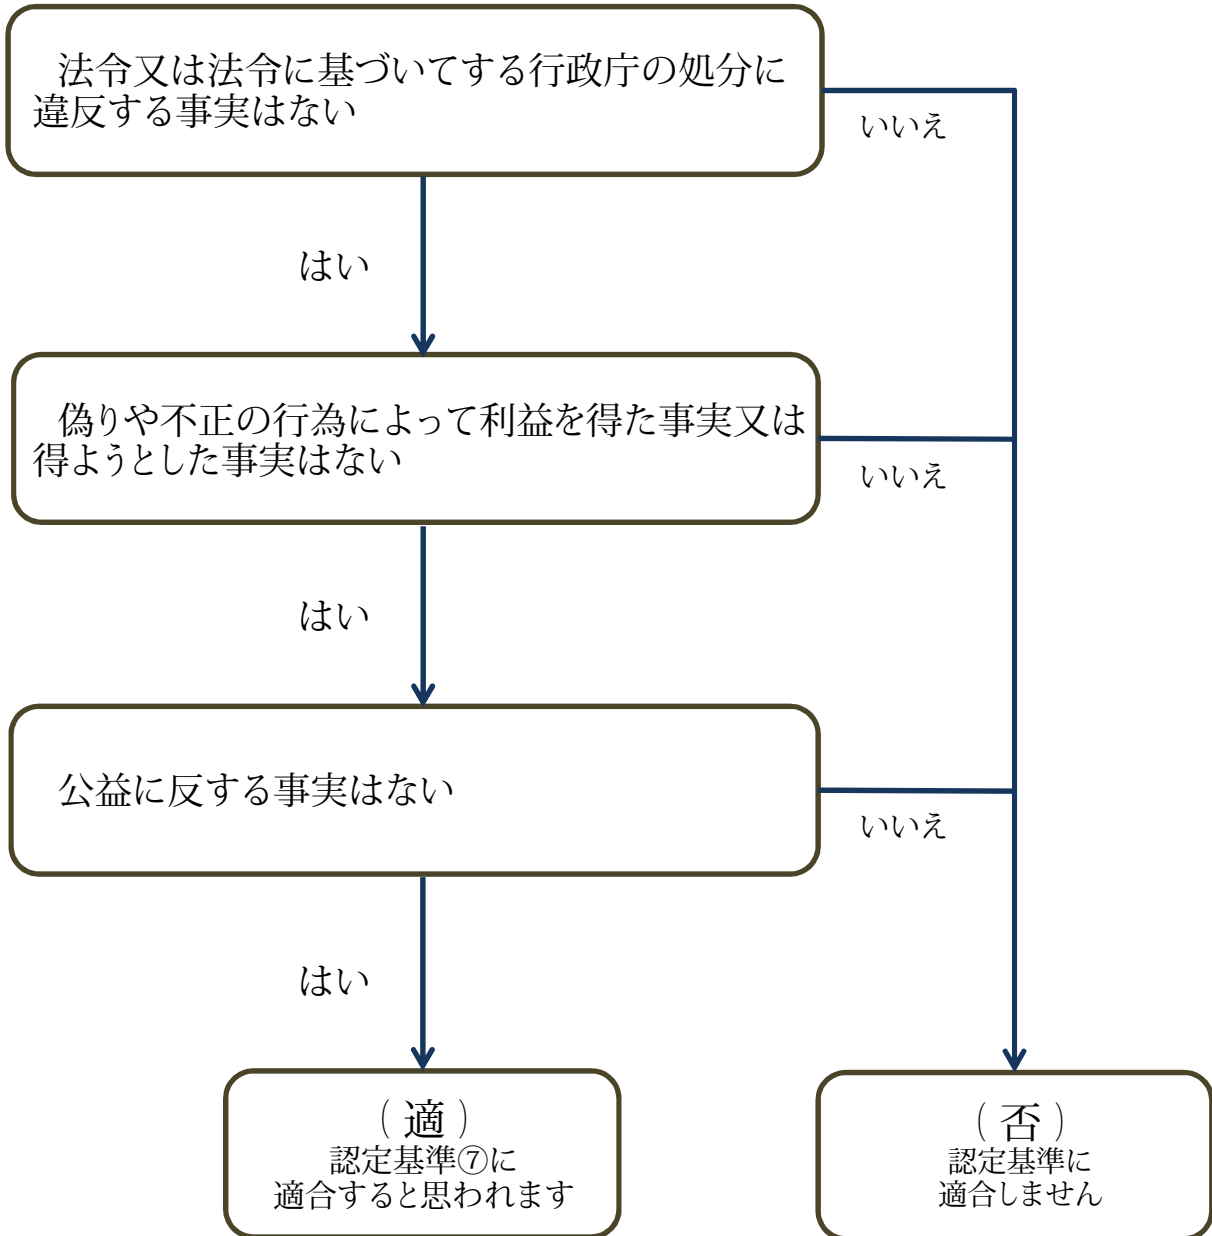 法令又は法令に基づいてする行政庁の処分に
違反する事実はない
いいえ
はい
偽りや不正の行為によって利益を得た事実又は
得ようとした事実はない
いいえ
はい
公益に反する事実はない
いいえ
はい
(適)
認定基準⑦に
適合すると思われます
(否)
認定基準に
適合しません